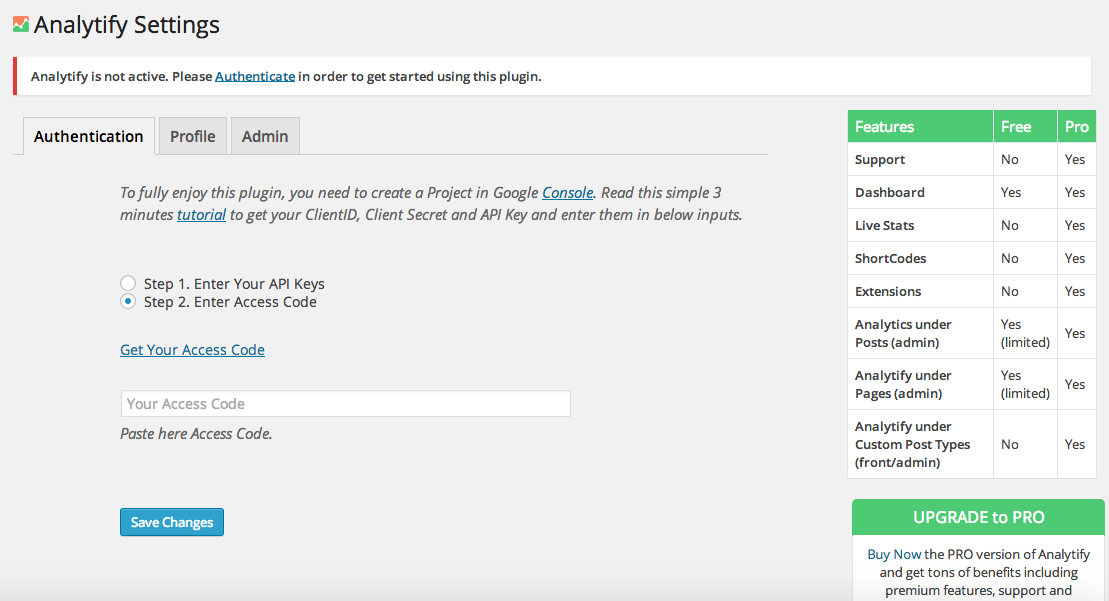 Analytify Settings
Analytify is not active. Please Authenticate in order to get started using this plugin.
Authentication
Profile
Admin
To fully enjoy this plugin, you need to create a Project in Google Console. Read this simple 3
minutes tutorial to get your ClientID, Client Secret and API Key and enter them in below inputs.
Step 1. Enter Your API Keys
Step 2. Enter Access Code
Get Your Access Code
Your Access Code
Paste here Access Code.
Save Changes
Features Free Pro
Support No Yes
Dashboard Yes Yes
Live Stats No Yes
ShortCodes No Yes
Extensions No Yes
Analytics under
Posts (admin)
Yes
(limited)
Yes
Analytify under
Pages (admin)
Yes
(limited)
Yes
Analytify under
Custom Post Types
(front/admin)
No
Yes
UPGRADE to PRO
Buy Now the PRO version of Analytify
and get tons of benefits including
premium features, support and